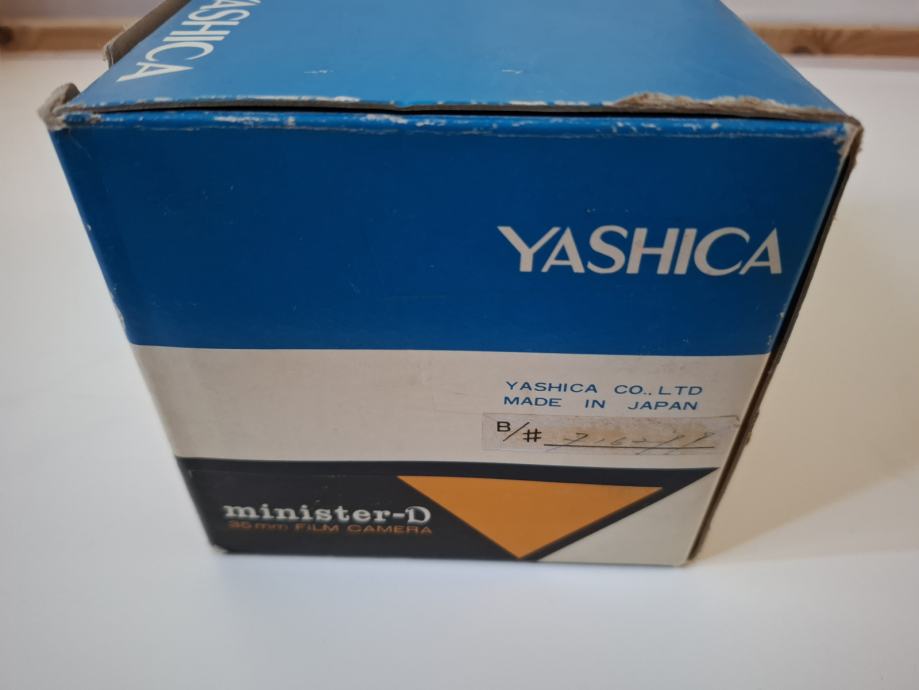 YASHICA
YASHICA
YASHICA CO., LTD
MADE IN JAPAN
B/#
minister-D
35mm FILM CAMERA